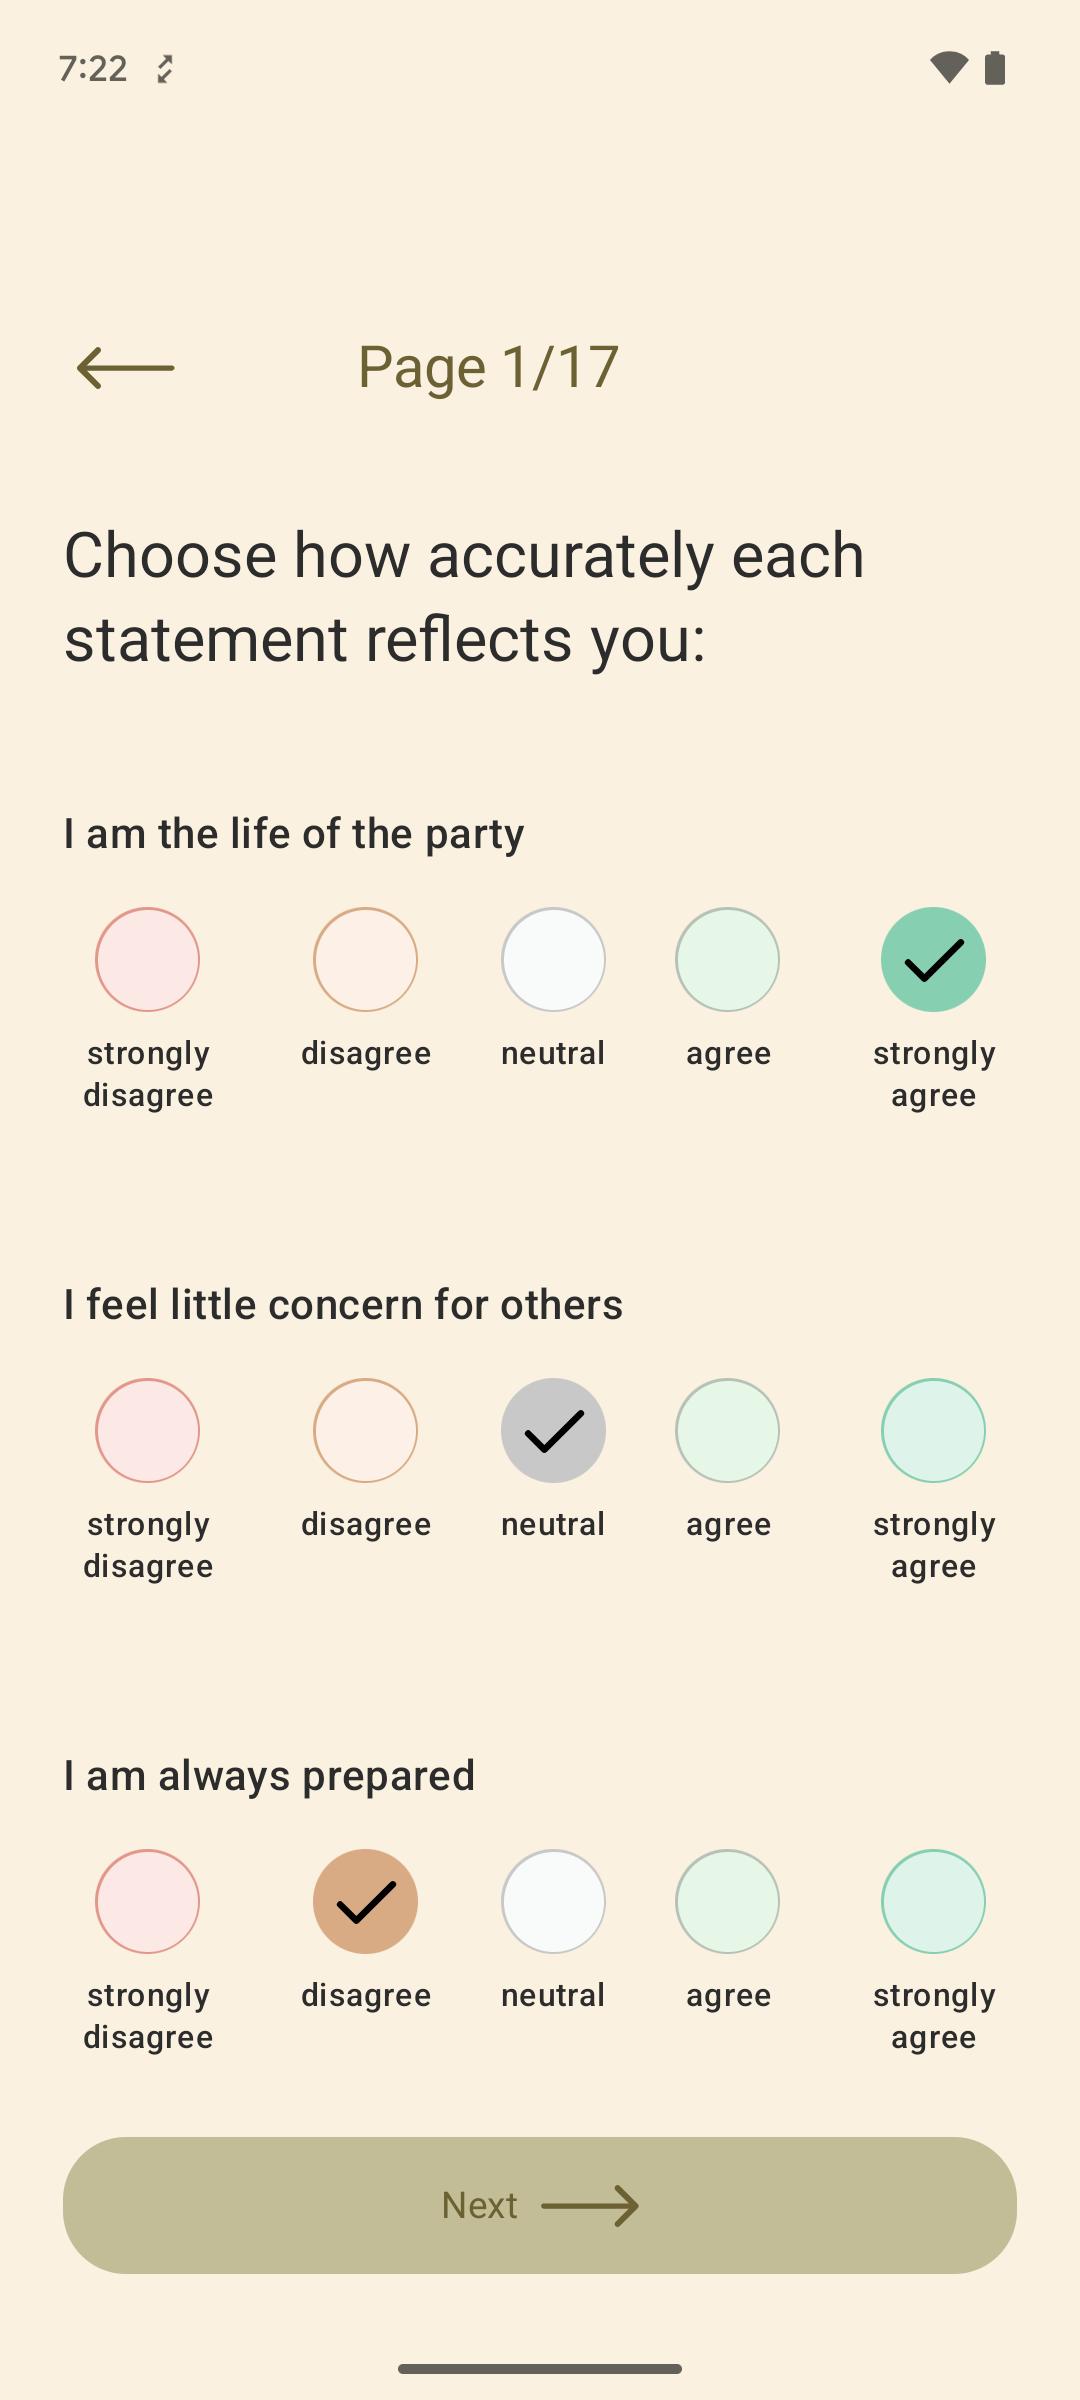 7:22
Page 1/17
Choose how accurately each
statement reflects you:
I am the life of the party
strongly disagree
disagree
neutral
agree
strongly agree
I feel little concern for others
strongly disagree
disagree
neutral
agree
strongly agree
I am always prepared
strongly disagree
disagree
neutral
agree
strongly agree
Next